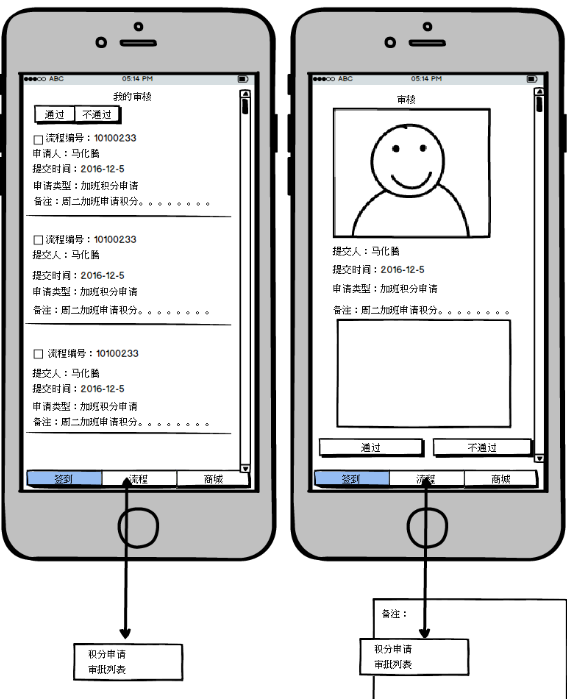 ABC 05:14 PM
我的审核
通过 不通过
流程编号：10100233
申请人：马化腾
提交时间：2016-12-5
申请类型：加班积分申请
备注：周二加班申请积分。。。。。。。。
流程编号：10100233
提交人：马化腾
提交时间：2016-12-5
申请类型：加班积分申请
备注：周二加班申请积分。。。。。。。。
流程编号：10100233
提交人：马化腾
提交时间：2016-12-5
申请类型：加班积分申请
备注：周二加班申请积分。。。。。。。。
签到 流程 商城
积分申请
审批列表
ABC 05:14 PM
审核
提交人：马化腾
提交时间：2016-12-5
申请类型：加班积分申请
备注：周二加班申请积分。。。。。。。。
通过 不通过
签到 流程 商城
备注：
积分申请
审批列表